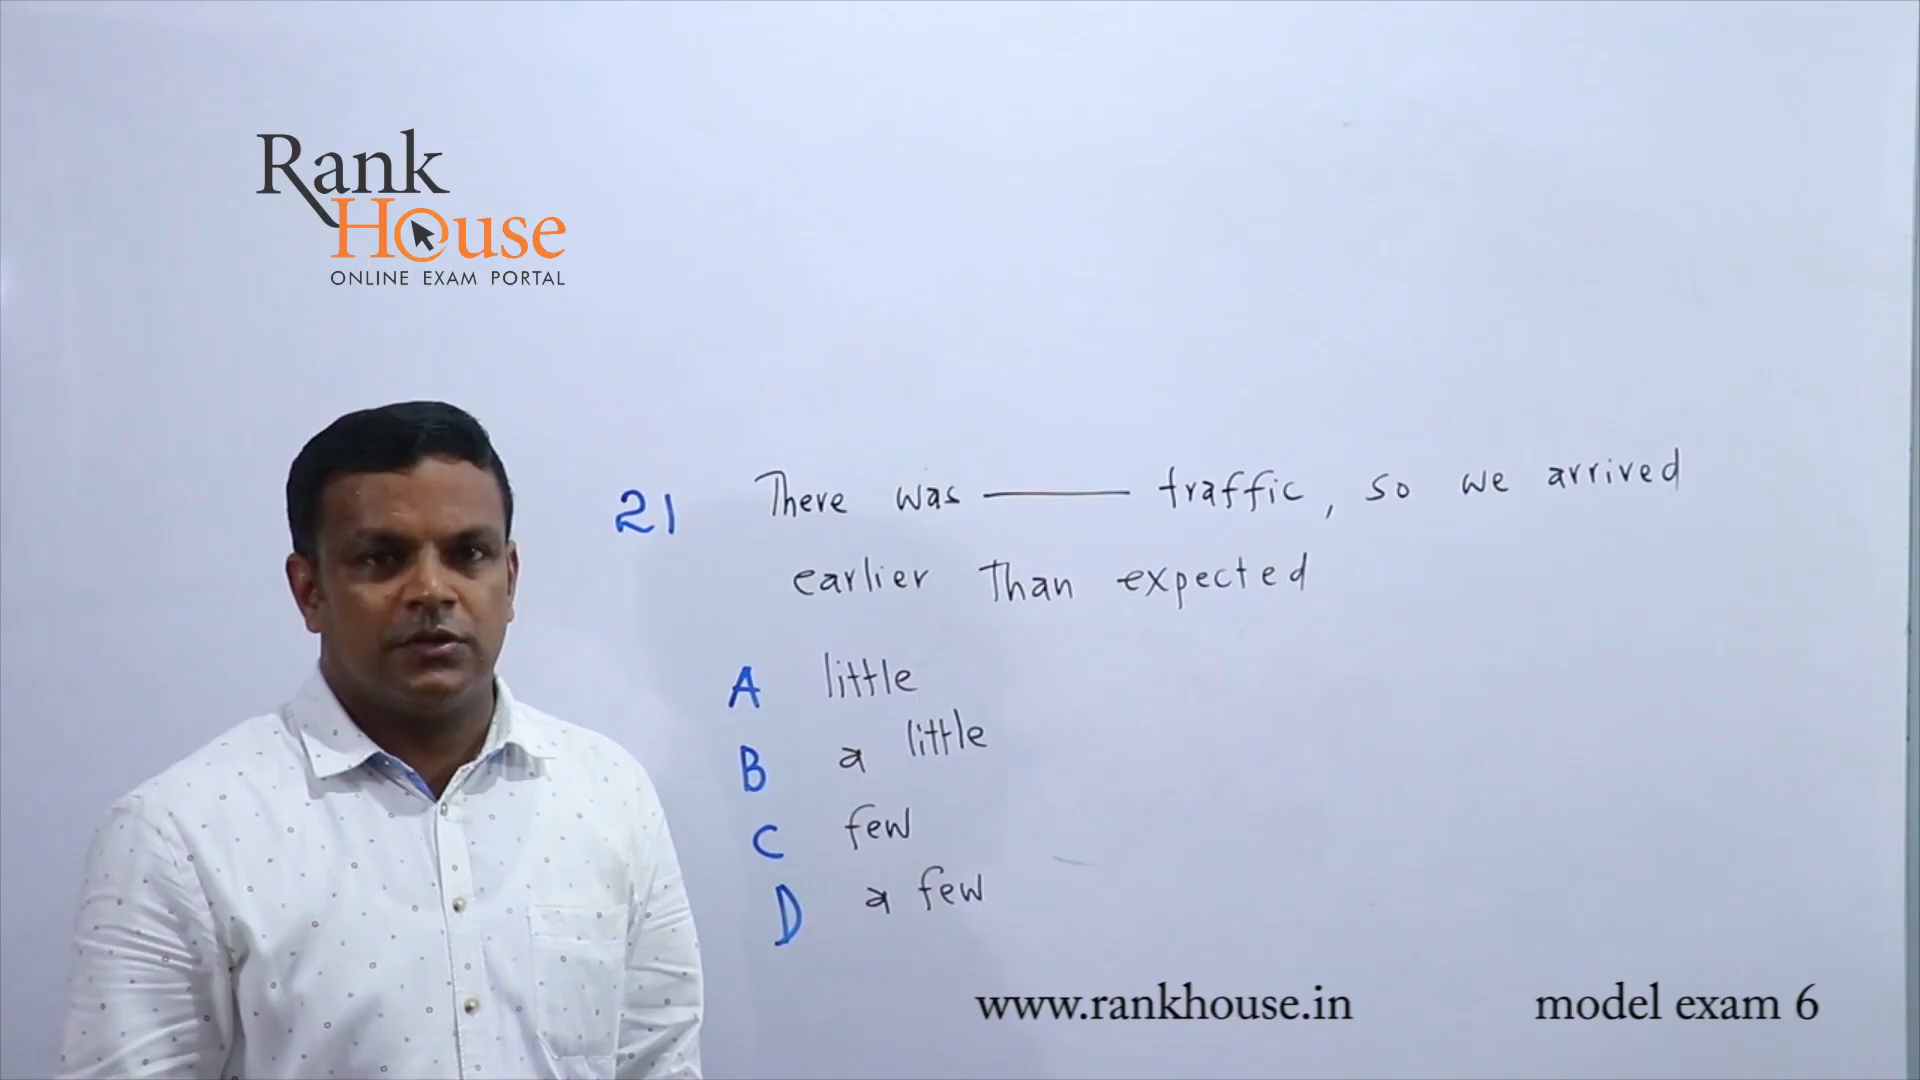 Rank
House
ONLINE EXAM PORTAL
21 There was ——— traffic, so we arrived
earlier Than expected
A little
B a little
C few
D a few
www.rankhouse.in model exam 6